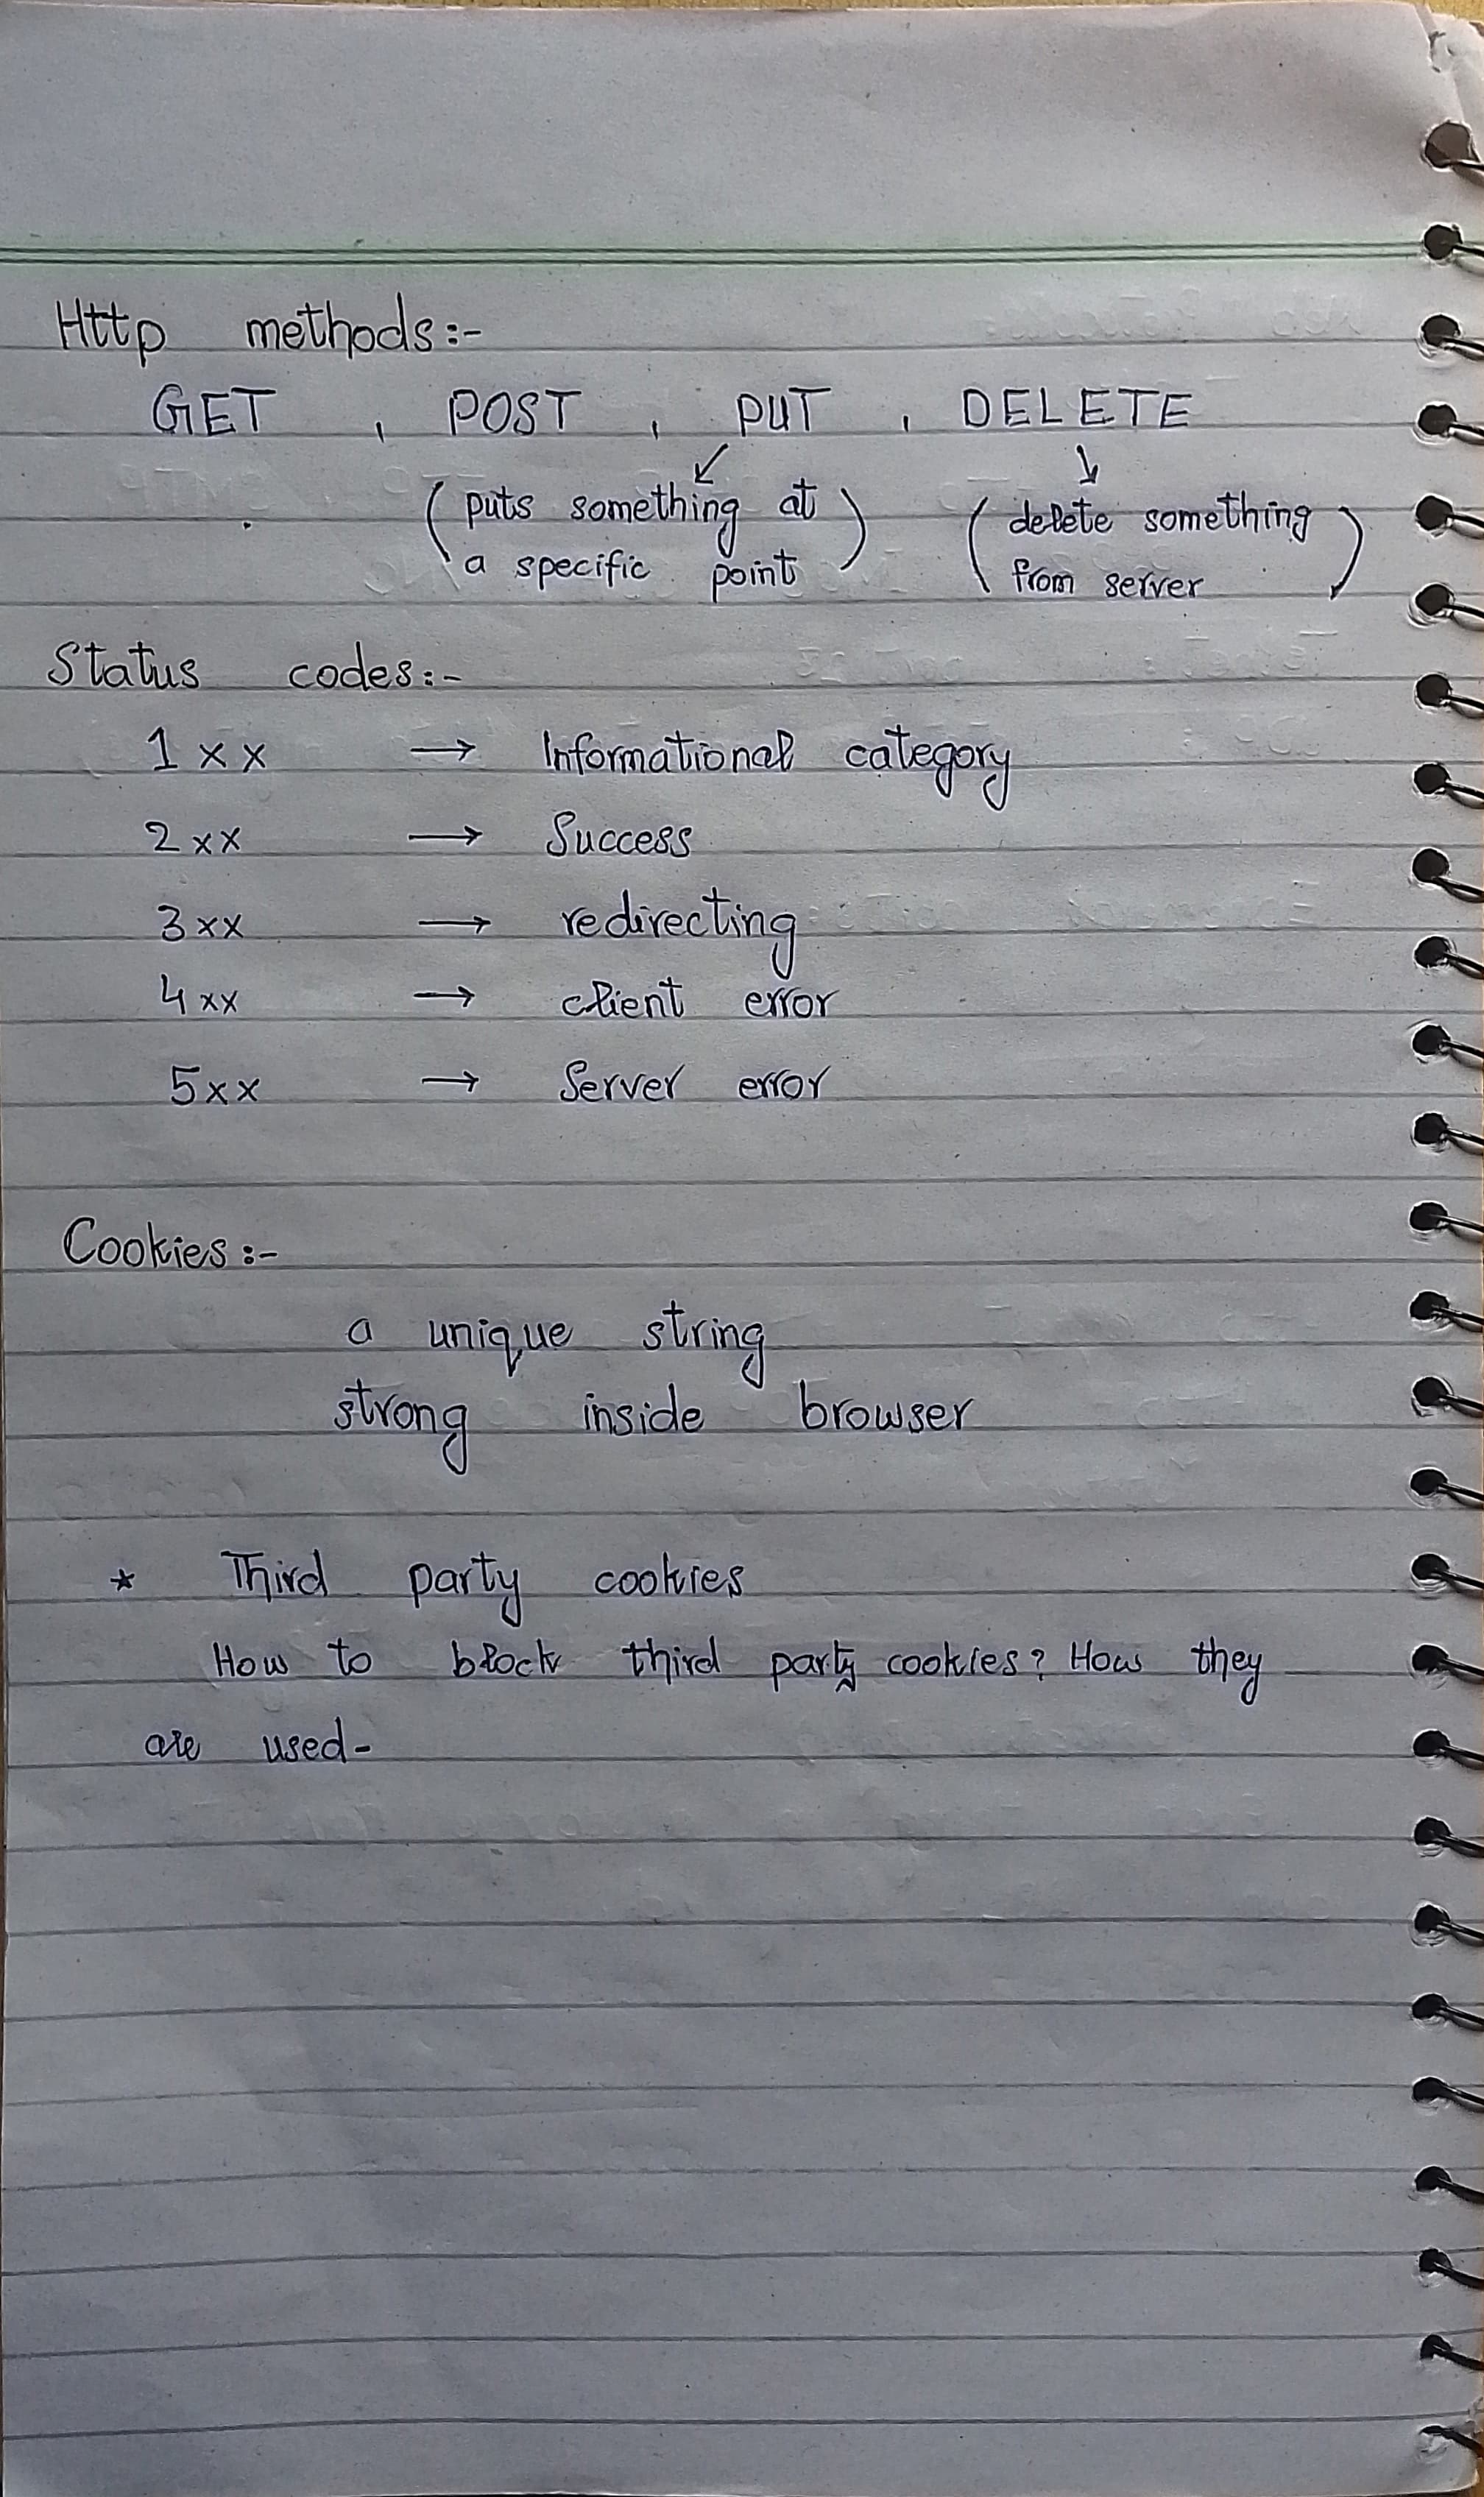 Http methods:-
GET , POST , PUT , DELETE
(puts something at a specific point) (delete something from server)
Status codes:-
1xx → Informational category
2xx → Success
3xx → redirecting
4xx → client error
5xx → Server error
Cookies:-
a unique string
strong inside browser
* Third party cookies
How to block third party cookies? How they
are used-